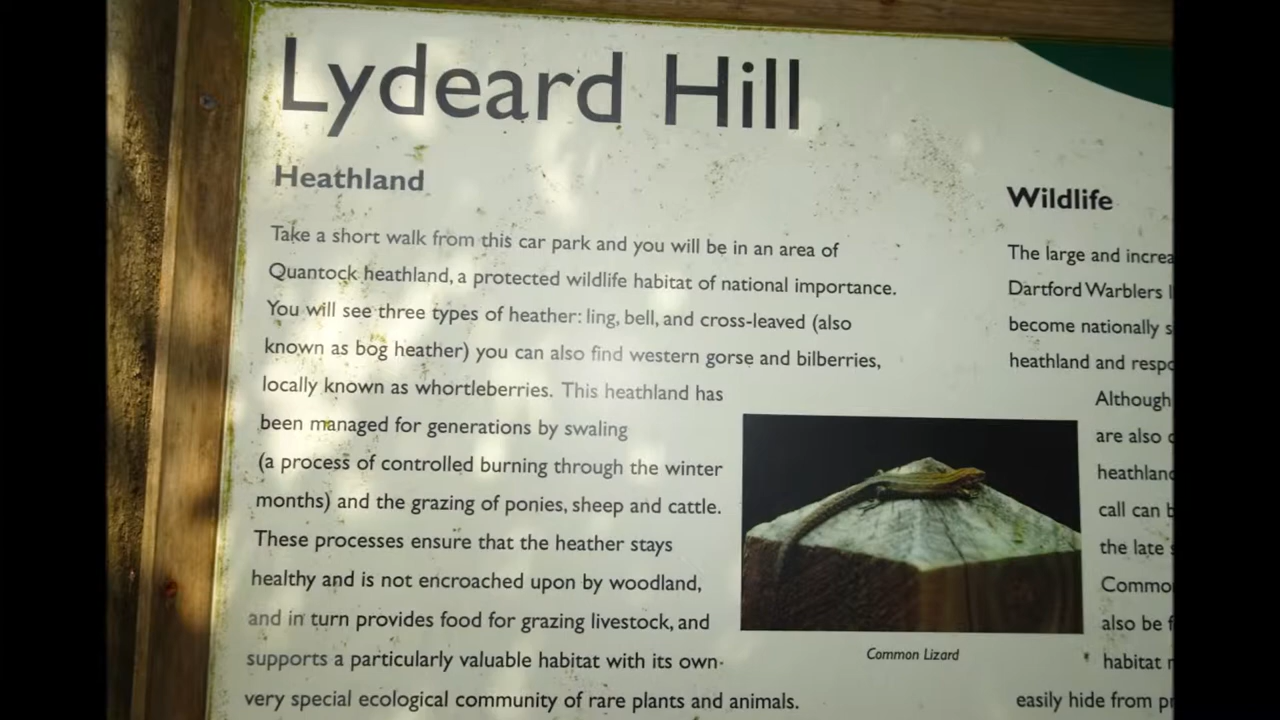 Lydeard Hill
Heathland
Take a short walk from this car park and you will be in an area of
Quantock heathland, a protected wildlife habitat of national importance.
You will see three types of heather: ling, bell, and cross-leaved (also
known as bog heather) you can also find western gorse and bilberries,
locally known as whortleberries. This heathland has
been managed for generations by swaling
(a process of controlled burning through the winter
months) and the grazing of ponies, sheep and cattle.
These processes ensure that the heather stays
healthy and is not encroached upon by woodland,
and in turn provides food for grazing livestock, and
supports a particularly valuable habitat with its own
very special ecological community of rare plants and animals.
Common Lizard
Wildlife
The large and
Dartford Warblers
become nationally
heathland and
Although
are also
call can
the late
also be
habitat
easily hide from